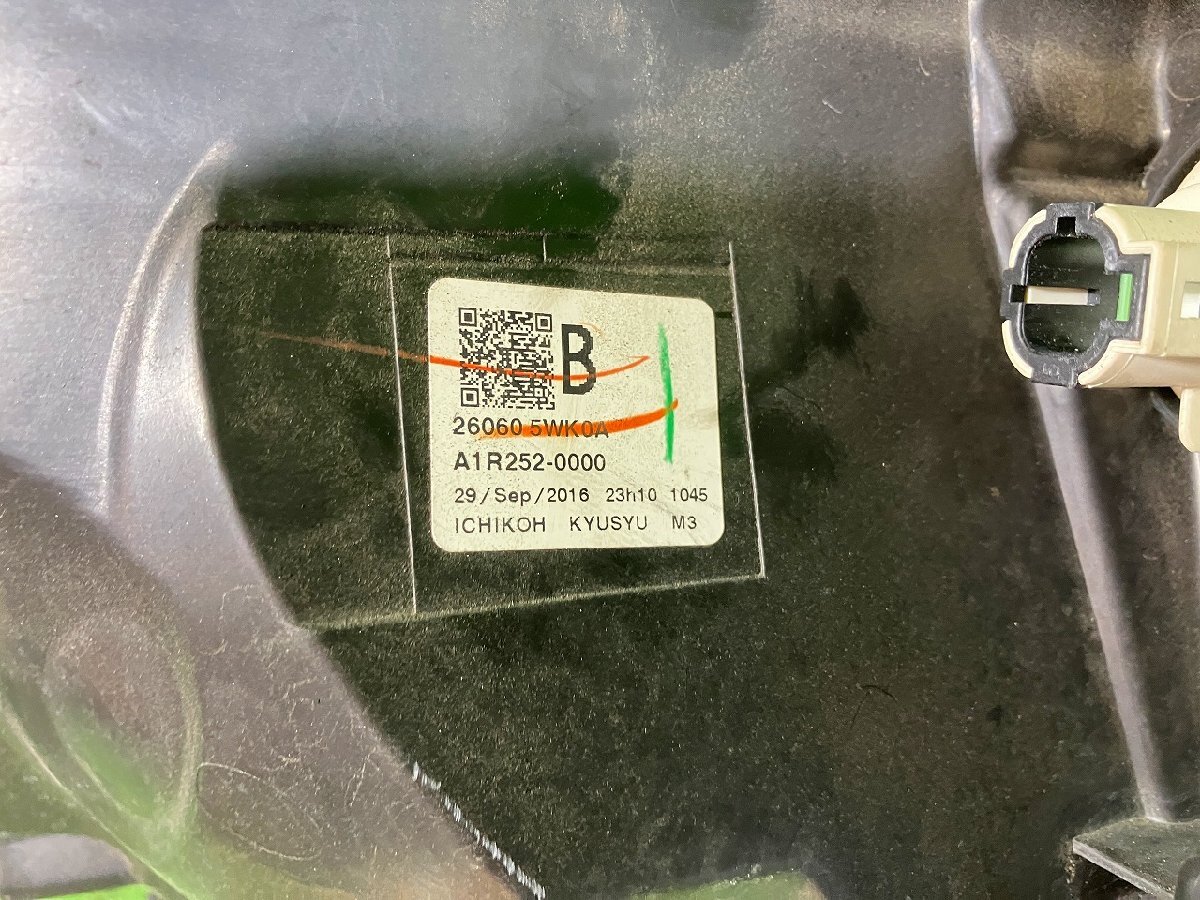 B
26060 5WK0A
A1R252-0000
29/Sep/2016 23h10 1045
ICHIKOH KYUSYU M3